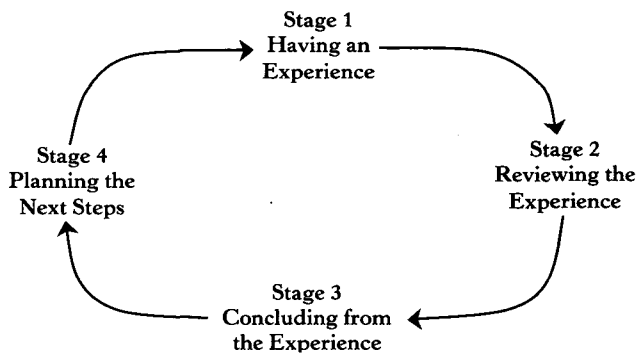 Stage 1
Having an
Experience
Stage 2
Reviewing the
Experience
Stage 3
Concluding from
the Experience
Stage 4
Planning the
Next Steps